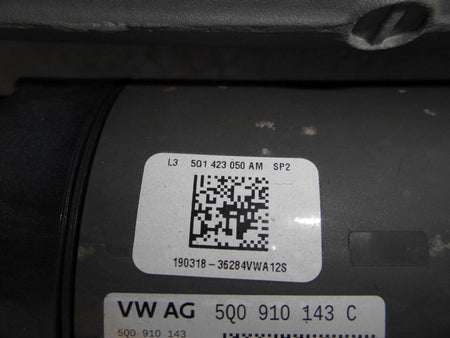 L3 5Q1 423 050 AM SP2
190318-36284VWA12S
VW AG 5Q0 910 143 C
5Q0 910 143